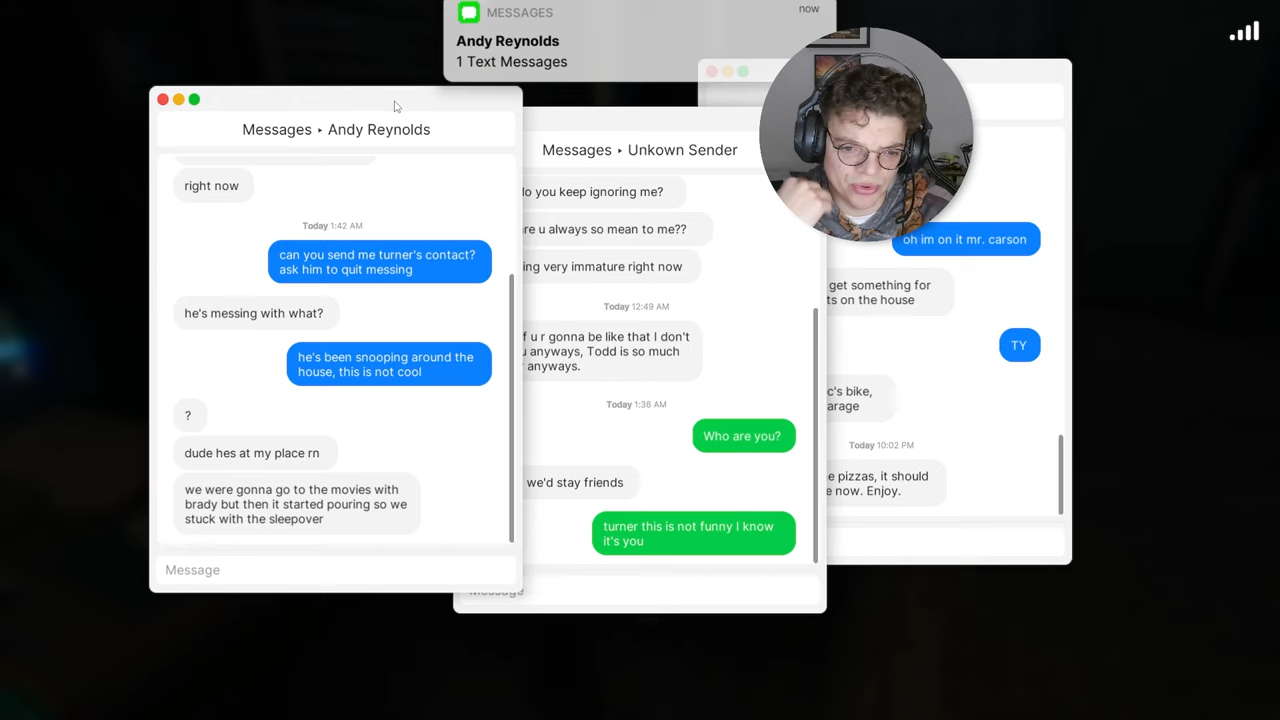 MESSAGES
now
Andy Reynolds
1 Text Messages
Messages ‣ Andy Reynolds
right now
Today 1:42 AM
can you send me turner's contact?
ask him to quit messing
he's messing with what?
he's been snooping around the
house, this is not cool
?
dude hes at my place rn
we were gonna go to the movies with
brady but then it started pouring so we
stuck with the sleepover
Message
Messages ‣ Unkown Sender
do you keep ignoring me?
are u always so mean to me??
ing very immature right now
Today 12:49 AM
f u r gonna be like that I don't
u anyways, Todd is so much
anyways.
Today 1:36 AM
Who are you?
we'd stay friends
turner this is not funny I know
it's you
Message
oh im on it mr. carson
get something for
ts on the house
TY
c's bike,
arage
Today 10:02 PM
e pizzas, it should
e now. Enjoy.